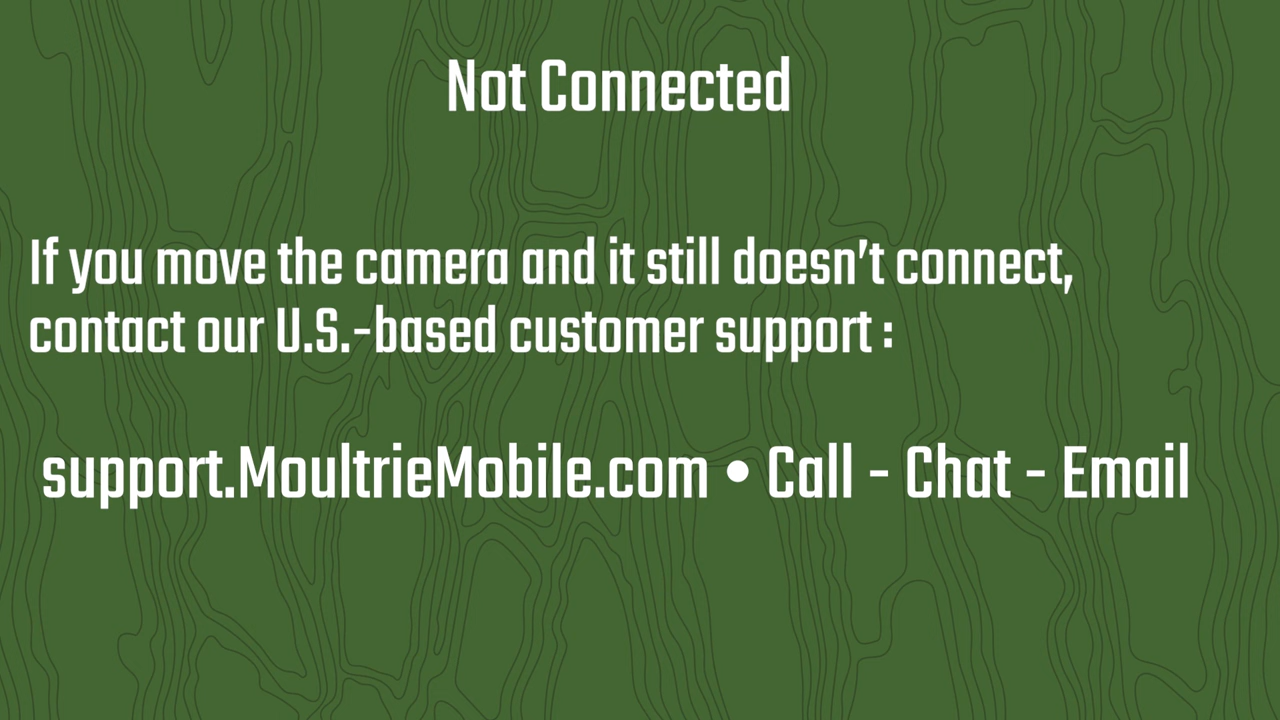 Not Connected
If you move the camera and it still doesn’t connect,
contact our U.S.-based customer support :
support.MoultrieMobile.com • Call - Chat - Email